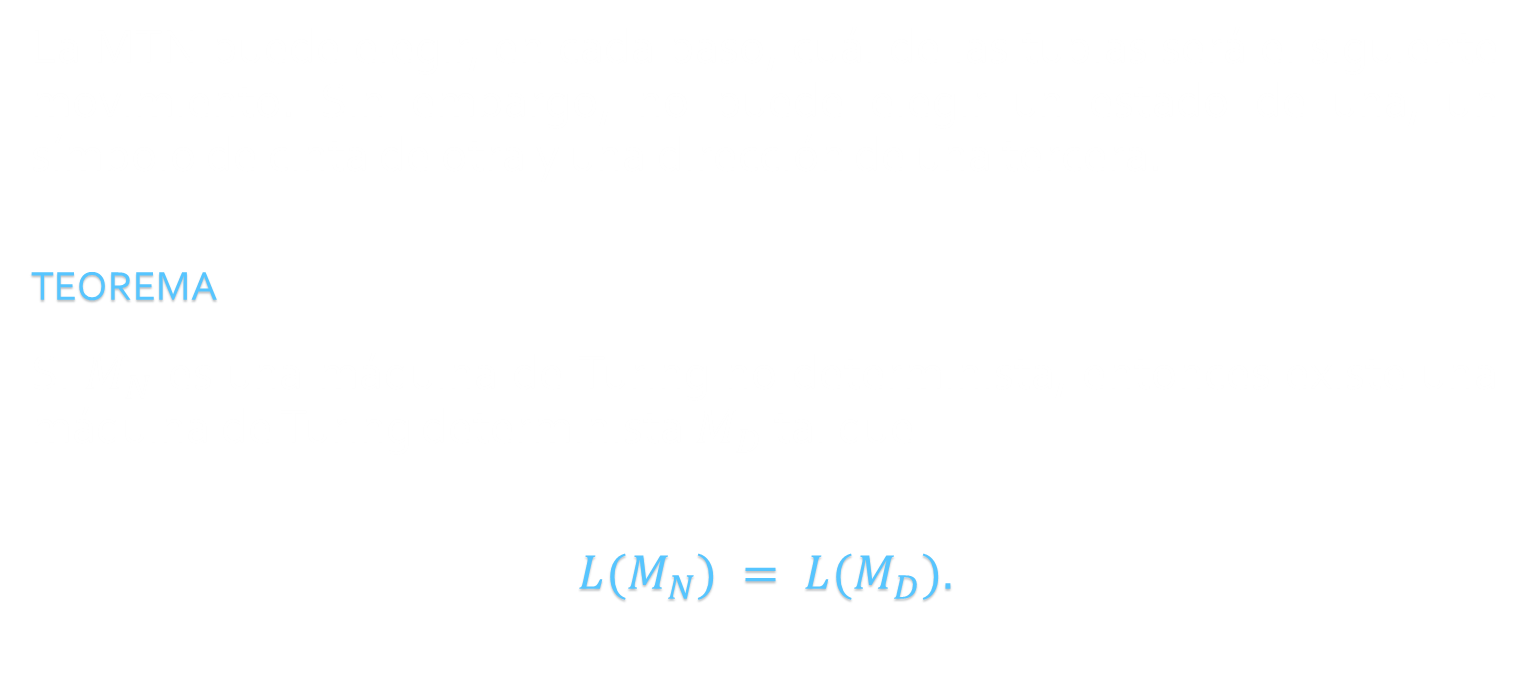 TEOREMA
L(M_N) = L(M_D).